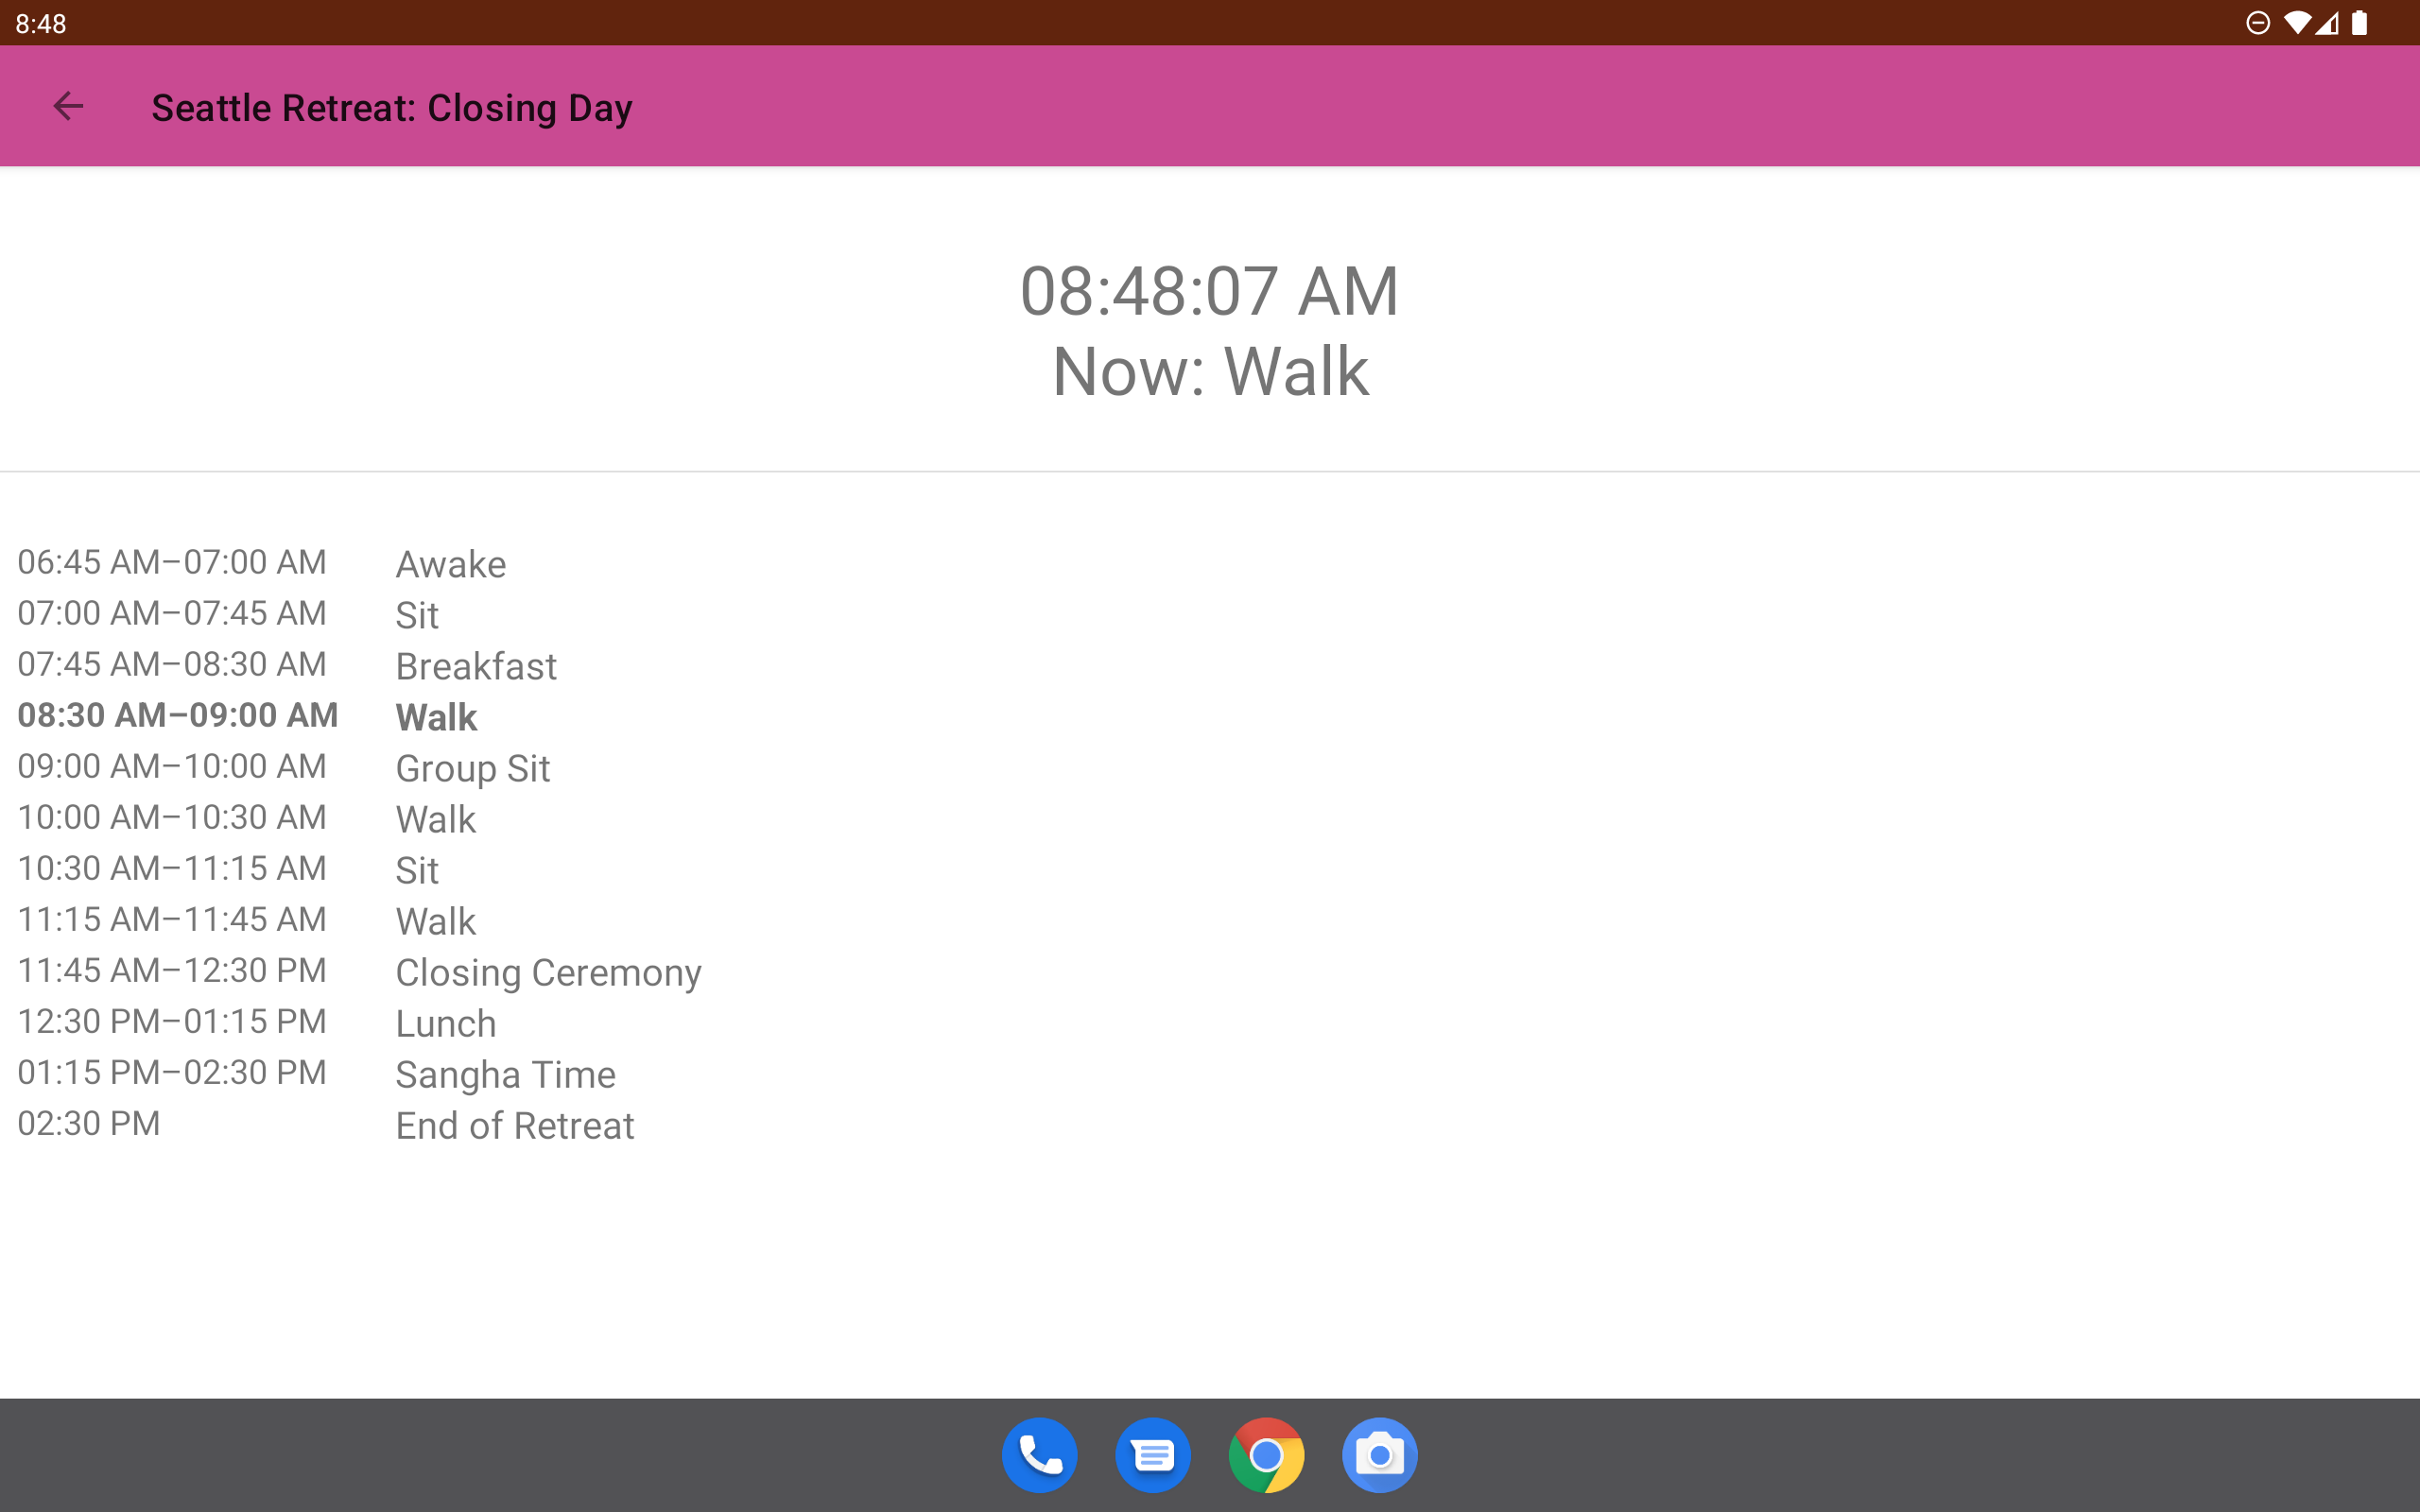 8:48
Seattle Retreat: Closing Day
08:48:07 AM
Now: Walk
06:45 AM–07:00 AM Awake
07:00 AM–07:45 AM Sit
07:45 AM–08:30 AM Breakfast
08:30 AM–09:00 AM Walk
09:00 AM–10:00 AM Group Sit
10:00 AM–10:30 AM Walk
10:30 AM–11:15 AM Sit
11:15 AM–11:45 AM Walk
11:45 AM–12:30 PM Closing Ceremony
12:30 PM–01:15 PM Lunch
01:15 PM–02:30 PM Sangha Time
02:30 PM End of Retreat